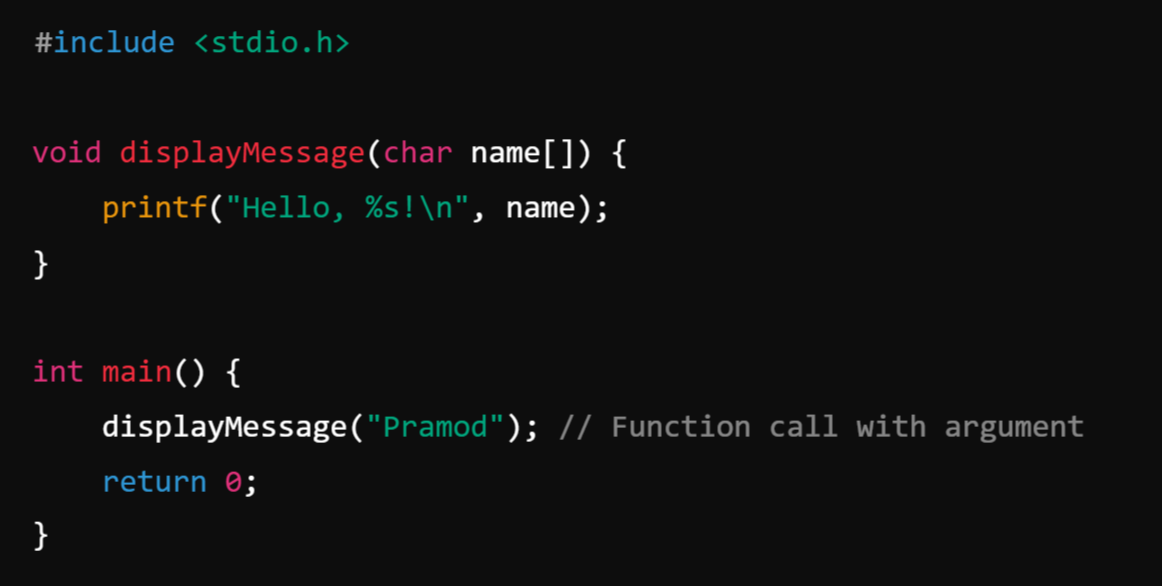 #include <stdio.h>
void displayMessage(char name[]) {
    printf("Hello, %s!\n", name);
}
int main() {
    displayMessage("Pramod"); // Function call with argument
    return 0;
}